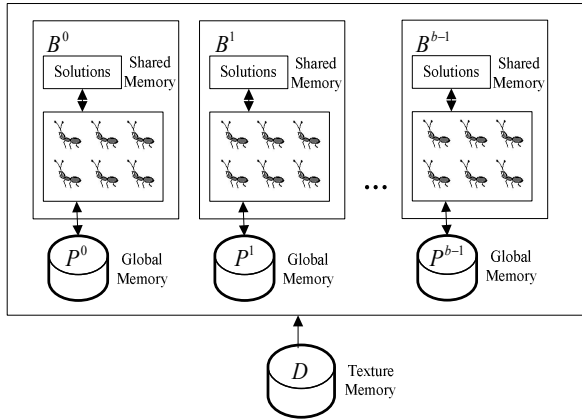 B^0
Solutions
Shared
Memory
B^1
Solutions
Shared
Memory
...
B^{b-1}
Solutions
Shared
Memory
P^0
Global
Memory
P^1
Global
Memory
P^{b-1}
Global
Memory
D
Texture
Memory